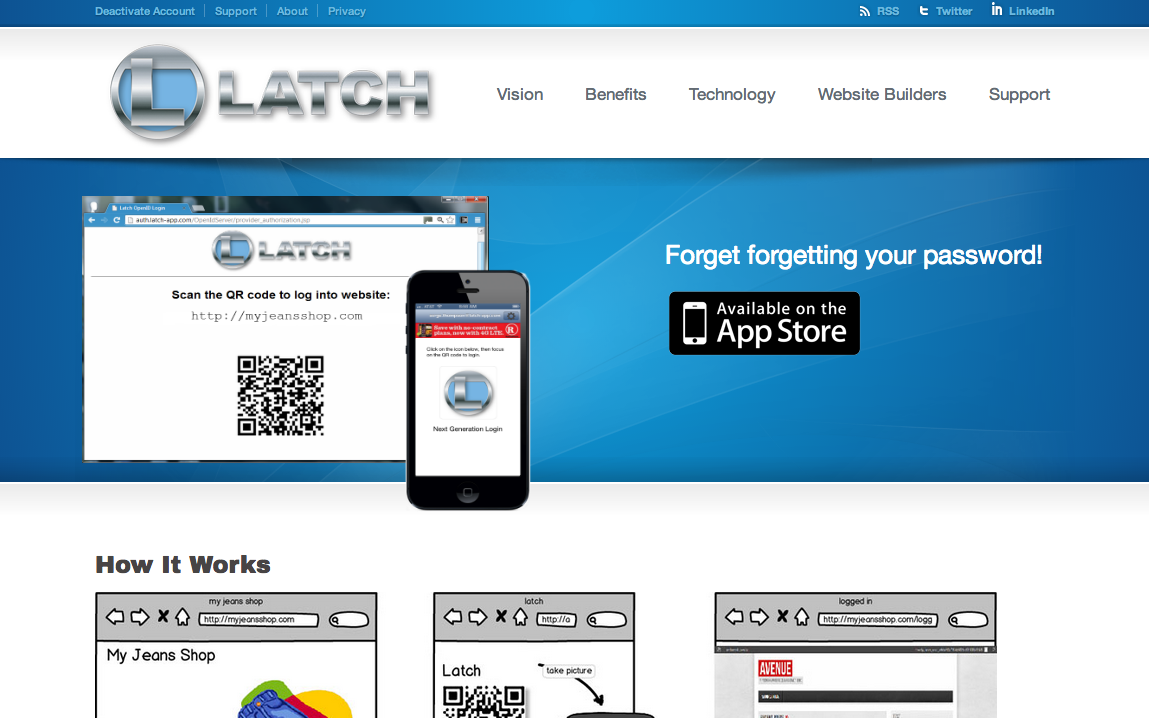 Deactivate Account
Support
About
Privacy
RSS
Twitter
LinkedIn
LATCH
Vision
Benefits
Technology
Website Builders
Support
Latch OpenID Login
auth.latch-app.com/OpenIdServer/provider_authorization.jsp
LATCH
Scan the QR code to log into website:
http://myjeansshop.com
Save with no-contract
plans, now with 4G LTE.
Click on the icon below, then focus
on the QR code to login.
Next Generation Login
Forget forgetting your password!
Available on the
App Store
How It Works
my jeans shop
http://myjeansshop.com
My Jeans Shop
latch
http://a
Latch
take picture
logged in
http://myjeansshop.com/logg
AVENUE